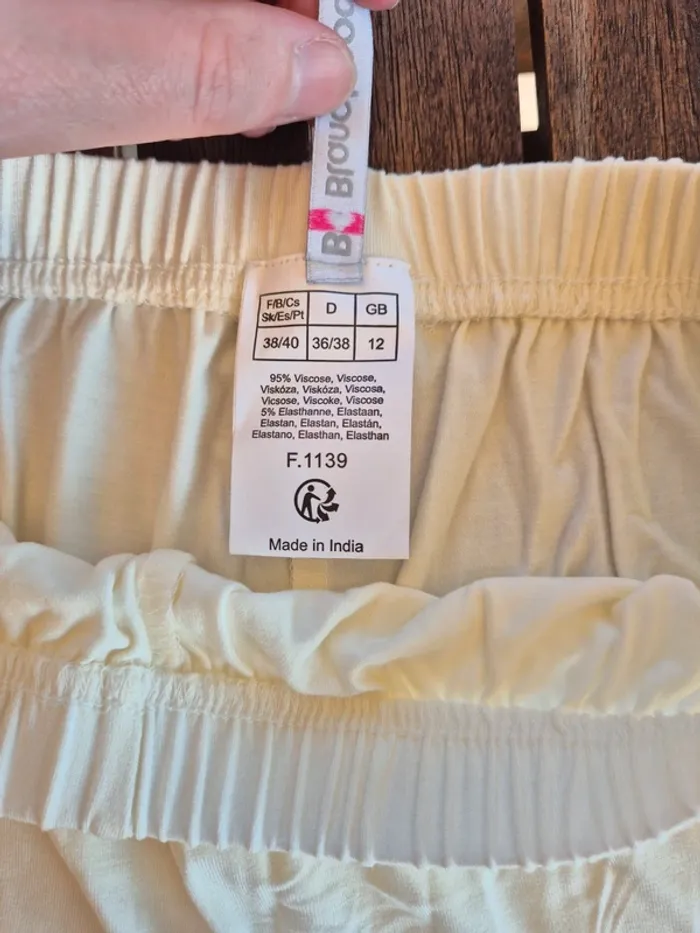 F/B/Cs
Sk/Es/Pt
D
GB
38/40
36/38
12
95% Viscose, Viscose,
Viskóza, Viskóza, Viscosa,
Vicsose, Viscoke, Viscose
5% Elasthanne, Elastaan,
Elastan, Elastan, Elastán,
Elastano, Elasthan, Elasthan
F.1139
Made in India